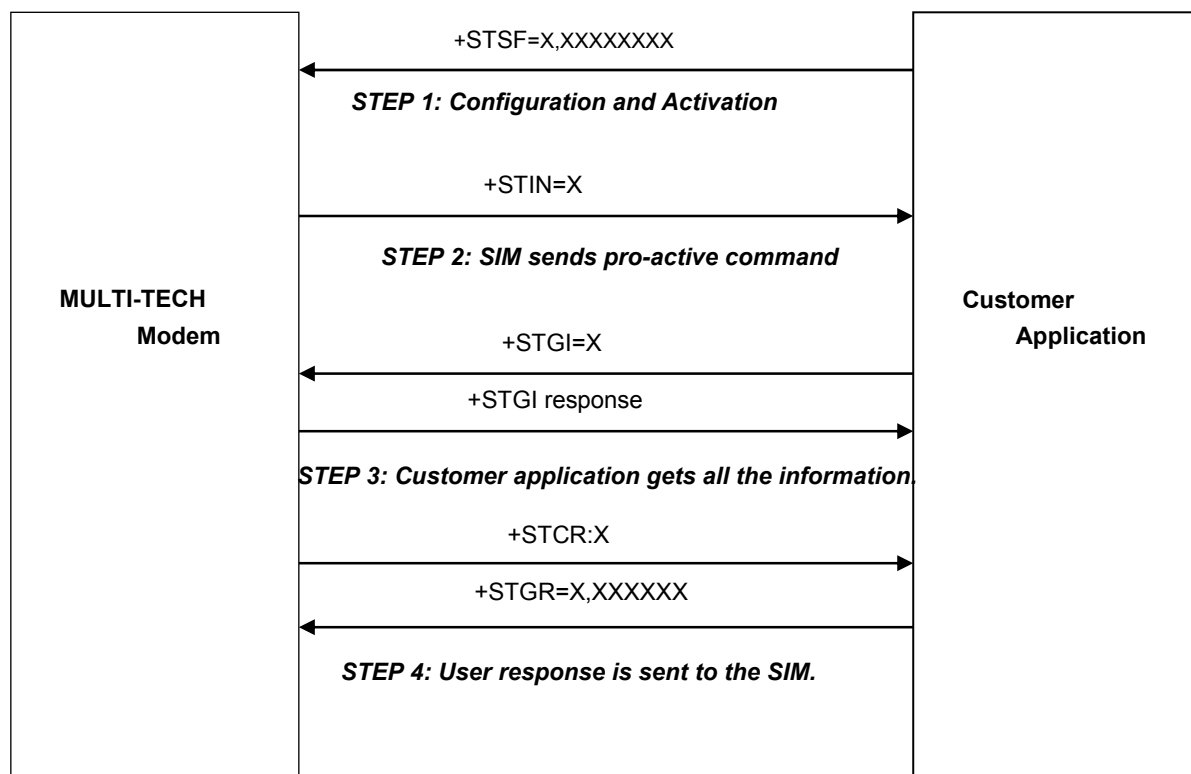 +STSF=X,XXXXXXXX
STEP 1: Configuration and Activation
+STIN=X
STEP 2: SIM sends pro-active command
MULTI-TECH
Modem
Customer
Application
+STGI=X
+STGI response
STEP 3: Customer application gets all the information.
+STCR:X
+STGR=X,XXXXXX
STEP 4: User response is sent to the SIM.